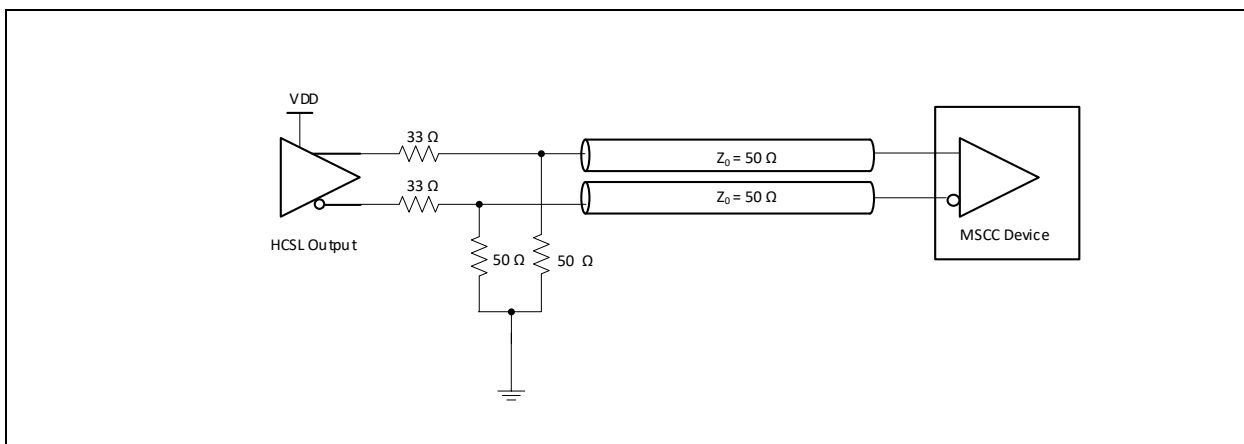 VDD
33 Ω
33 Ω
Z₀ = 50 Ω
Z₀ = 50 Ω
HCSL Output
MSCC Device
50 Ω
50 Ω